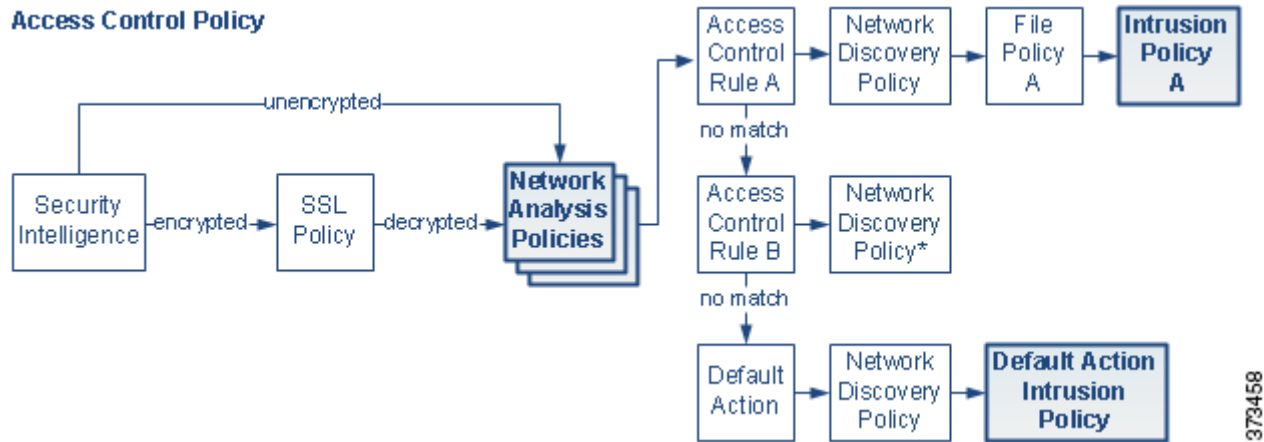 Access Control Policy
unencrypted
Security
Intelligence
encrypted
SSL
Policy
decrypted
Network
Analysis
Policies
Access
Control
Rule A
Network
Discovery
Policy
File
Policy
A
Intrusion
Policy
A
no match
Access
Control
Rule B
Network
Discovery
Policy*
no match
Default
Action
Network
Discovery
Policy
Default Action
Intrusion
Policy
373458